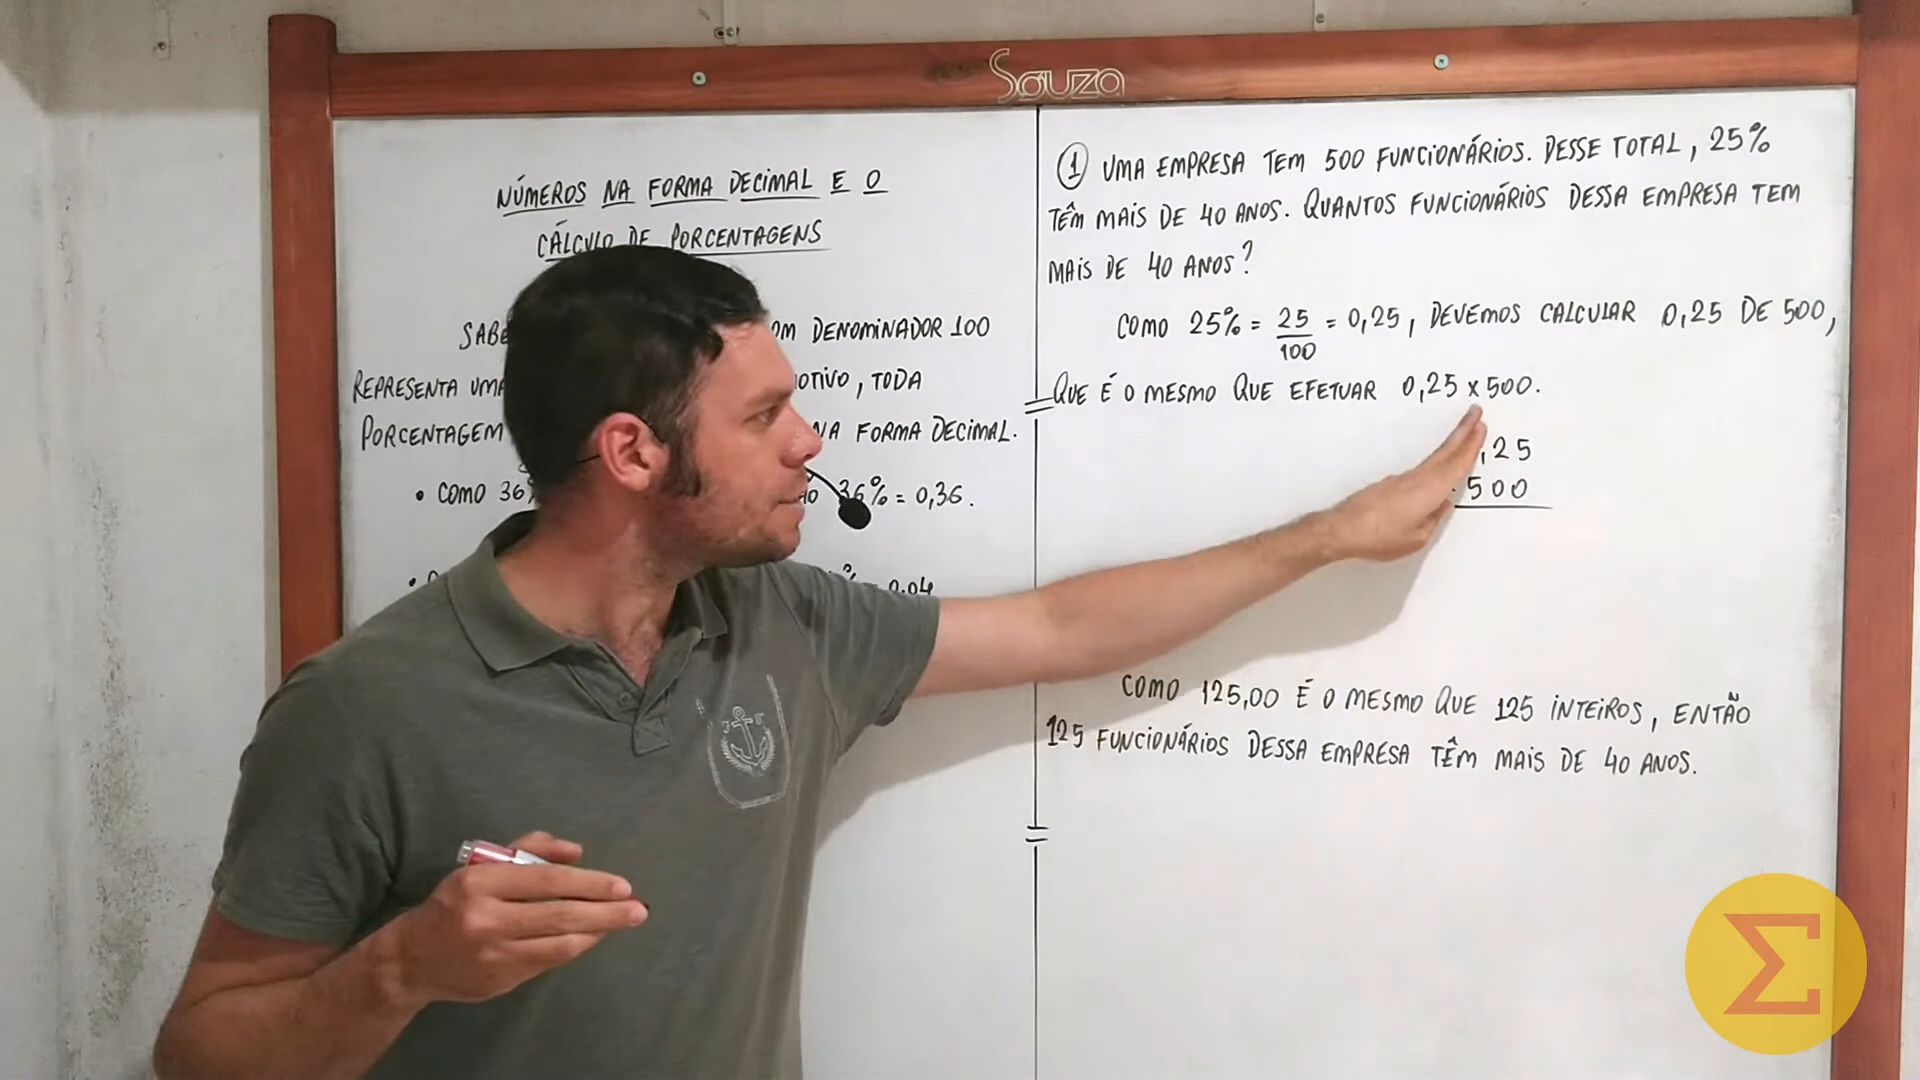 Souza
NÚMEROS NA FORMA DECIMAL E O
CÁLCULO DE PORCENTAGENS
DENOMINADOR 100
REPRESENTA UMA TODA
PORCENTAGEM NA FORMA DECIMAL.
• COMO 36% = 0,36.
0,04
① UMA EMPRESA TEM 500 FUNCIONÁRIOS. DESSE TOTAL, 25%
TÊM MAIS DE 40 ANOS. QUANTOS FUNCIONÁRIOS DESSA EMPRESA TEM
MAIS DE 40 ANOS?
COMO 25% = 25/100 = 0,25, DEVEMOS CALCULAR 0,25 DE 500,
QUE É O MESMO QUE EFETUAR 0,25 x 500.
,25
500
COMO 125,00 É O MESMO QUE 125 INTEIROS, ENTÃO
125 FUNCIONÁRIOS DESSA EMPRESA TÊM MAIS DE 40 ANOS.
Σ